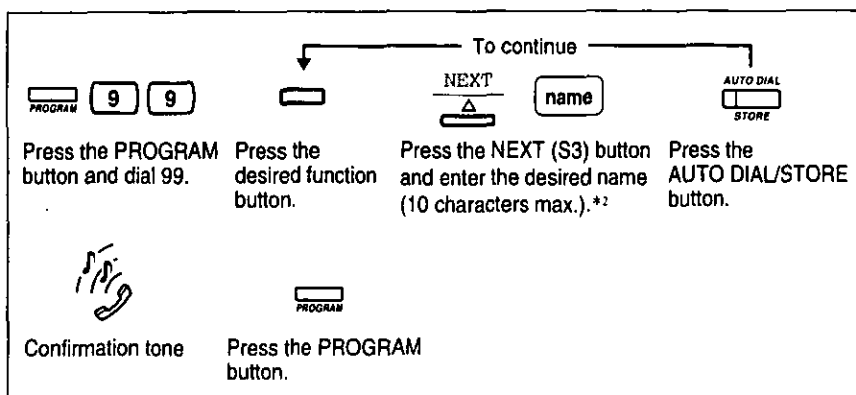 To continue
NEXT
AUTO DIAL
PROGRAM 9 9 name
STORE
Press the PROGRAM
button and dial 99.
Press the
desired function
button.
Press the NEXT (S3) button
and enter the desired name
(10 characters max.).*2
Press the
AUTO DIAL/STORE
button.
PROGRAM
Confirmation tone
Press the PROGRAM
button.